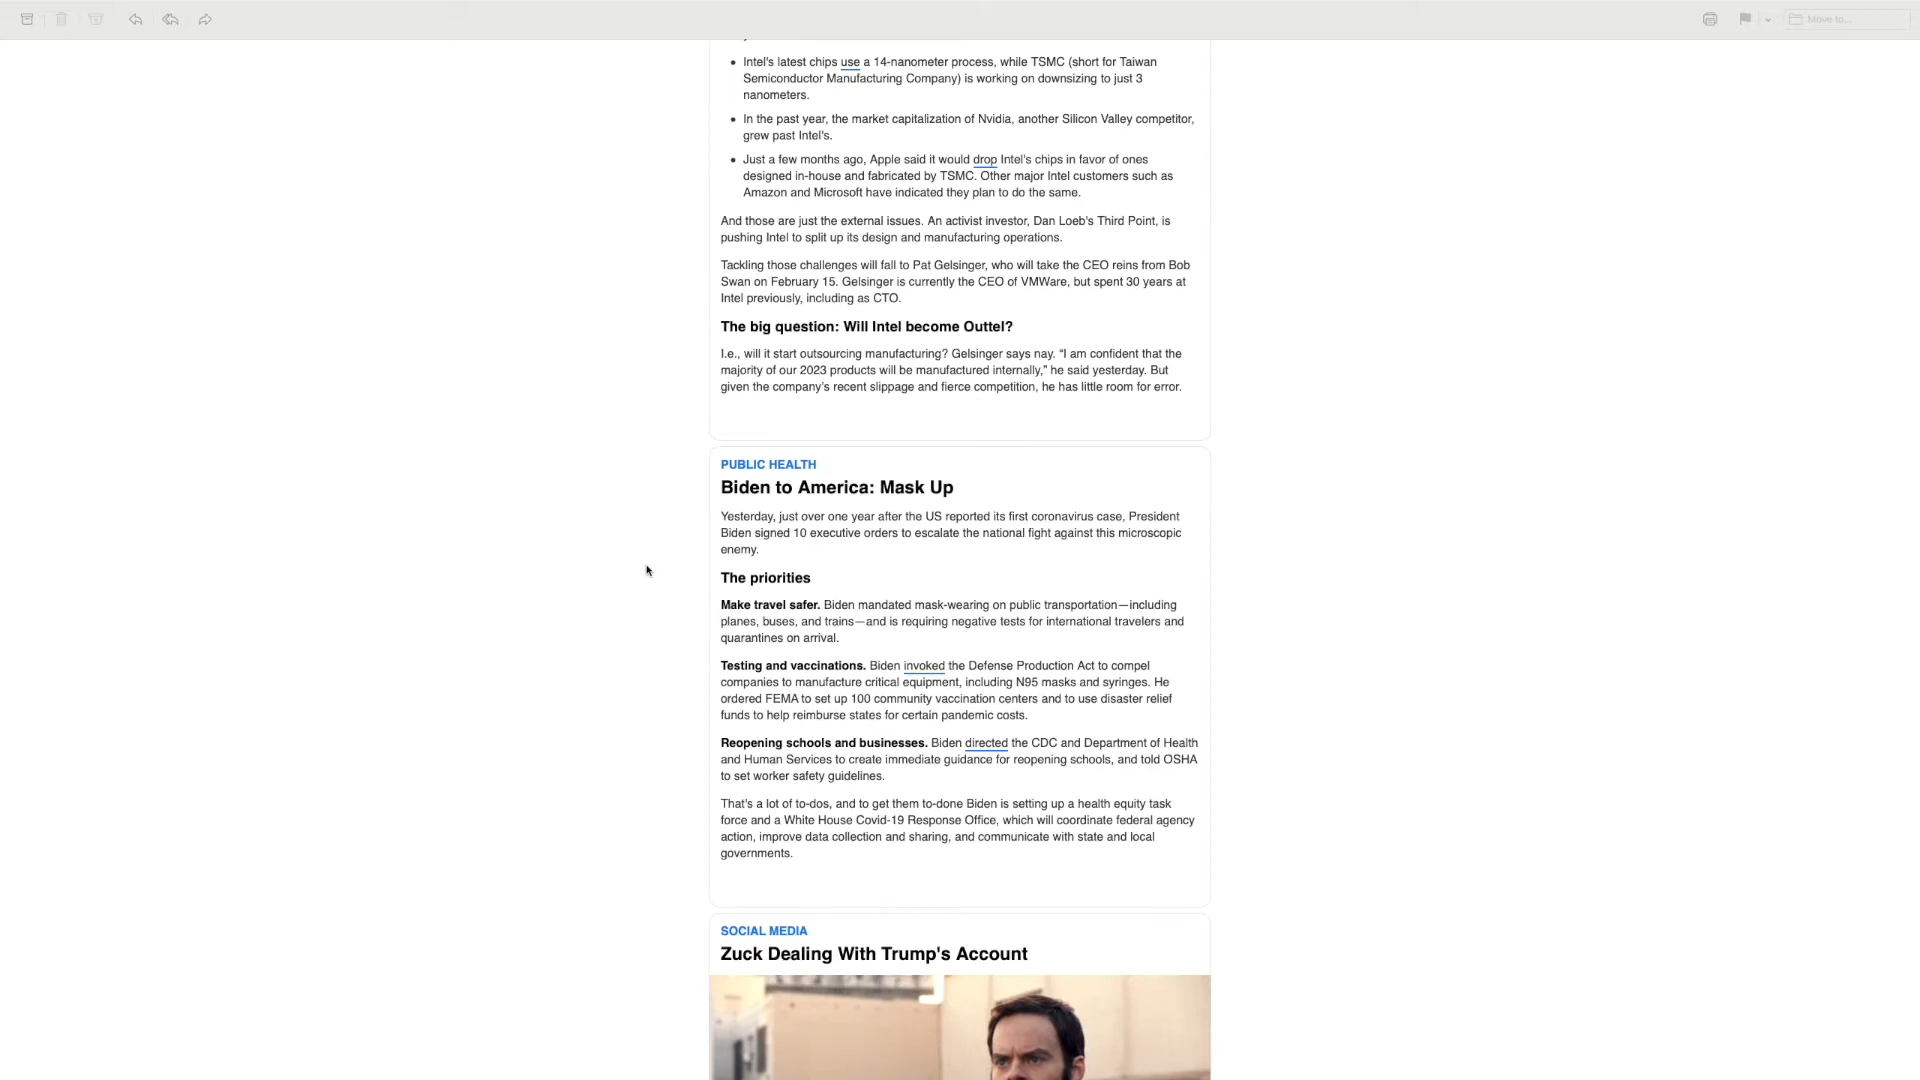 Move to...
Intel's latest chips use a 14-nanometer process, while TSMC (short for Taiwan
Semiconductor Manufacturing Company) is working on downsizing to just 3
nanometers.
In the past year, the market capitalization of Nvidia, another Silicon Valley competitor,
grew past Intel's.
Just a few months ago, Apple said it would drop Intel's chips in favor of ones
designed in-house and fabricated by TSMC. Other major Intel customers such as
Amazon and Microsoft have indicated they plan to do the same.
And those are just the external issues. An activist investor, Dan Loeb's Third Point, is
pushing Intel to split up its design and manufacturing operations.
Tackling those challenges will fall to Pat Gelsinger, who will take the CEO reins from Bob
Swan on February 15. Gelsinger is currently the CEO of VMWare, but spent 30 years at
Intel previously, including as CTO.
The big question: Will Intel become Outtel?
I.e., will it start outsourcing manufacturing? Gelsinger says nay. “I am confident that the
majority of our 2023 products will be manufactured internally,” he said yesterday. But
given the company’s recent slippage and fierce competition, he has little room for error.
PUBLIC HEALTH
Biden to America: Mask Up
Yesterday, just over one year after the US reported its first coronavirus case, President
Biden signed 10 executive orders to escalate the national fight against this microscopic
enemy.
The priorities
Make travel safer. Biden mandated mask-wearing on public transportation—including
planes, buses, and trains—and is requiring negative tests for international travelers and
quarantines on arrival.
Testing and vaccinations. Biden invoked the Defense Production Act to compel
companies to manufacture critical equipment, including N95 masks and syringes. He
ordered FEMA to set up 100 community vaccination centers and to use disaster relief
funds to help reimburse states for certain pandemic costs.
Reopening schools and businesses. Biden directed the CDC and Department of Health
and Human Services to create immediate guidance for reopening schools, and told OSHA
to set worker safety guidelines.
That's a lot of to-dos, and to get them to-done Biden is setting up a health equity task
force and a White House Covid-19 Response Office, which will coordinate federal agency
action, improve data collection and sharing, and communicate with state and local
governments.
SOCIAL MEDIA
Zuck Dealing With Trump's Account